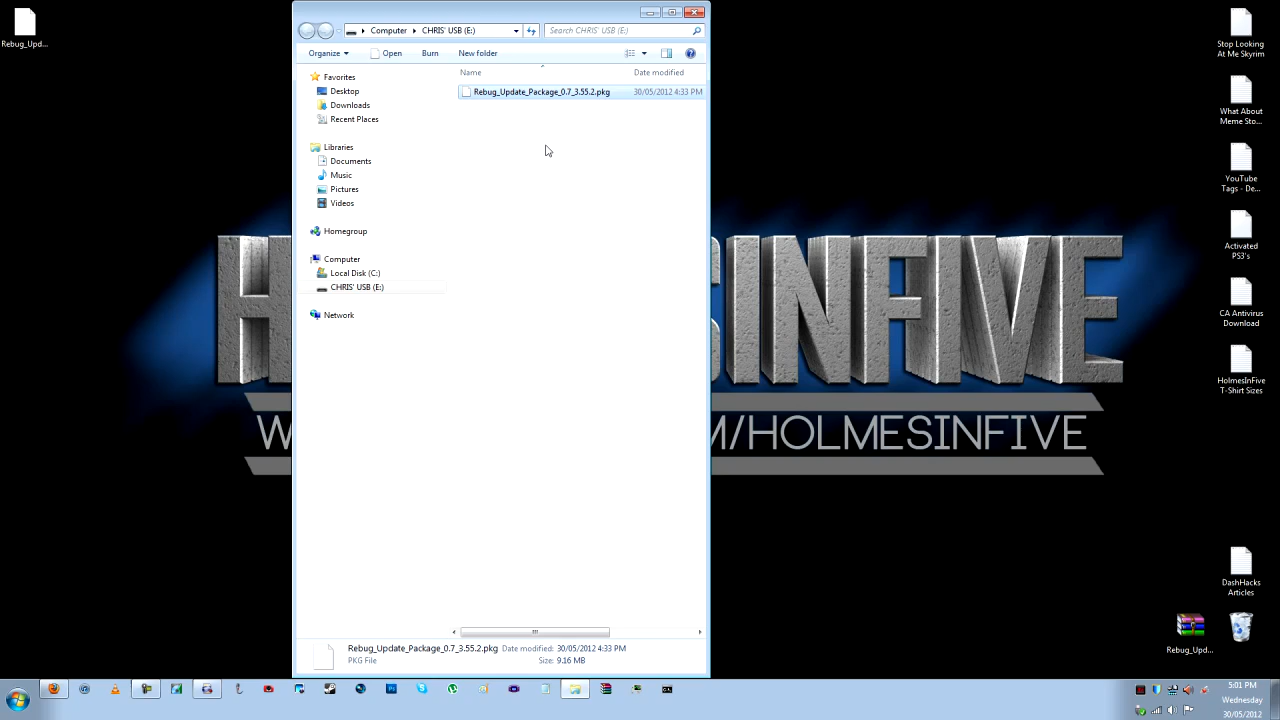 Rebug_Upd...
Computer
CHRIS' USB (E:)
Search CHRIS' USB (E:)
Organize
Open
Burn
New folder
Name
Date modified
Rebug_Update_Package_0.7_3.55.2.pkg
30/05/2012 4:33 PM
Favorites
Desktop
Downloads
Recent Places
Libraries
Documents
Music
Pictures
Videos
Homegroup
Computer
Local Disk (C:)
CHRIS' USB (E:)
Network
Rebug_Update_Package_0.7_3.55.2.pkg
Date modified: 30/05/2012 4:33 PM
PKG File
Size: 9.16 MB
H
SINFIVE
W
M/HOLMESINFIVE
Stop Looking
At Me Skyrim
What About
Meme Sto...
YouTube
Tags - De...
Activated
PS3's
CA Antivirus
Download
HolmesInFive
T-Shirt Sizes
DashHacks
Articles
Rebug_Upd...
5:01 PM
Wednesday
30/05/2012